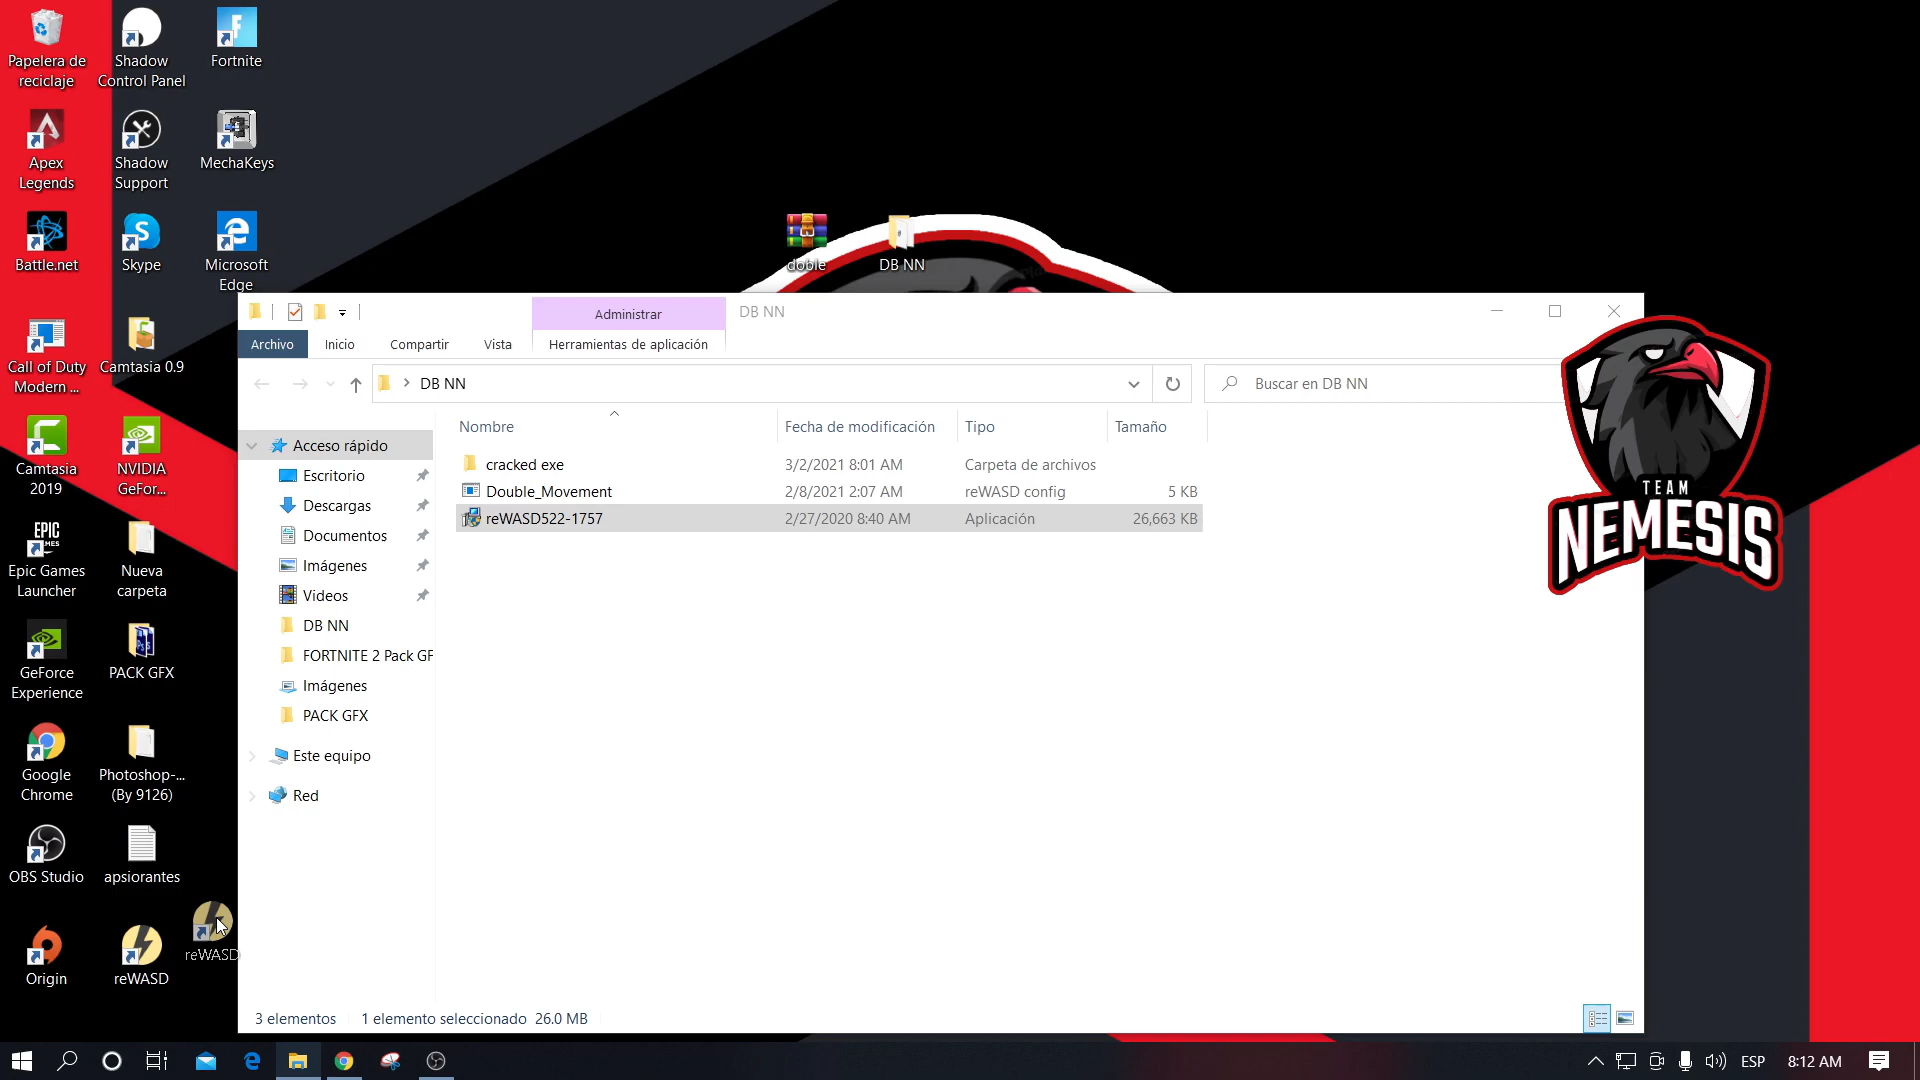 Papelera de
reciclaje
Shadow
Control Panel
Fortnite
Apex
Legends
Shadow
Support
MechaKeys
Battle.net
Skype
Microsoft
Edge
doble
DB NN
Call of Duty
Modern ...
Camtasia 0.9
Camtasia
2019
NVIDIA
GeFor...
EPIC
GAMES
Epic Games
Launcher
Nueva
carpeta
GeForce
Experience
PACK GFX
Google
Chrome
Photoshop-...
(By 9126)
OBS Studio
apsiorantes
Origin
reWASD
reWASD
Administrar
DB NN
Archivo
Inicio
Compartir
Vista
Herramientas de aplicación
DB NN
Buscar en DB NN
Nombre
Fecha de modificación
Tipo
Tamaño
cracked exe
3/2/2021 8:01 AM
Carpeta de archivos
Double_Movement
2/8/2021 2:07 AM
reWASD config
5 KB
reWASD522-1757
2/27/2020 8:40 AM
Aplicación
26,663 KB
Acceso rápido
Escritorio
Descargas
Documentos
Imágenes
Videos
DB NN
FORTNITE 2 Pack GF
Imágenes
PACK GFX
Este equipo
Red
TEAM
NEMESIS
3 elementos
1 elemento seleccionado 26.0 MB
ESP
8:12 AM